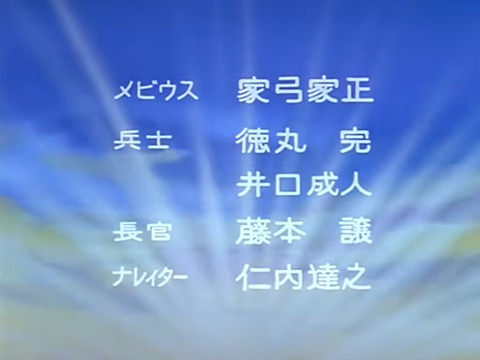 メビウス 家弓家正
兵士 徳丸 完
井口成人
長官 藤本 譲
ナレイター 仁内達之